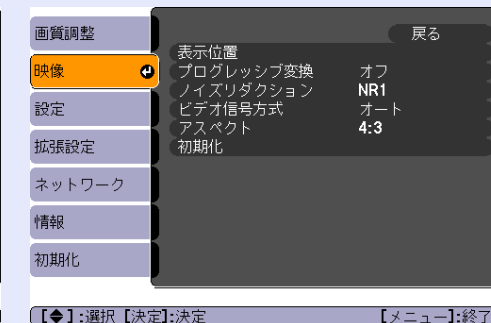 画質調整
映像
設定
拡張設定
ネットワーク
情報
初期化
戻る
表示位置
プログレッシブ変換 オフ
ノイズリダクション NR1
ビデオ信号方式 オート
アスペクト 4:3
初期化
【◆】:選択【決定】:決定 【メニュー】:終了